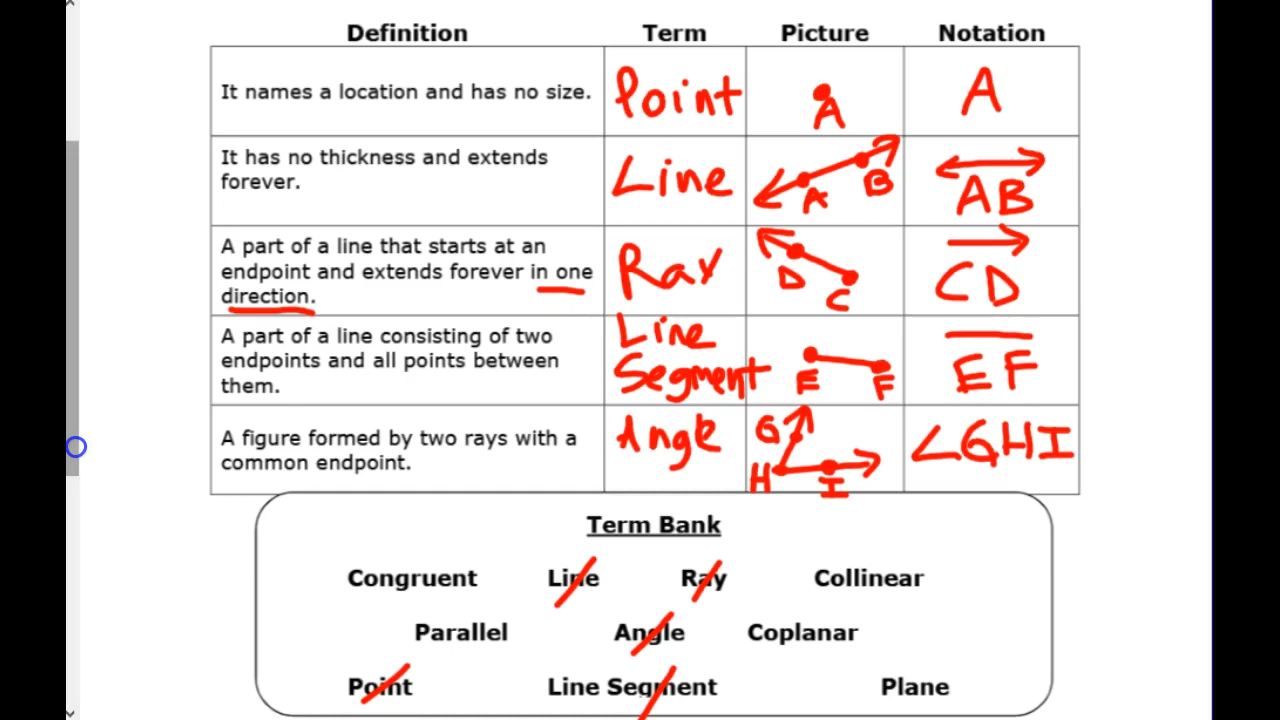 Definition Term Picture Notation
It names a location and has no size. Point A A
It has no thickness and extends
forever. Line A B AB
A part of a line that starts at an
endpoint and extends forever in one
direction. Ray D C CD
A part of a line consisting of two
endpoints and all points between
them. Line
Segment E F EF
A figure formed by two rays with a
common endpoint. Angle G H I ∠GHI
Term Bank
Congruent Line Ray Collinear
Parallel Angle Coplanar
Point Line Segment Plane